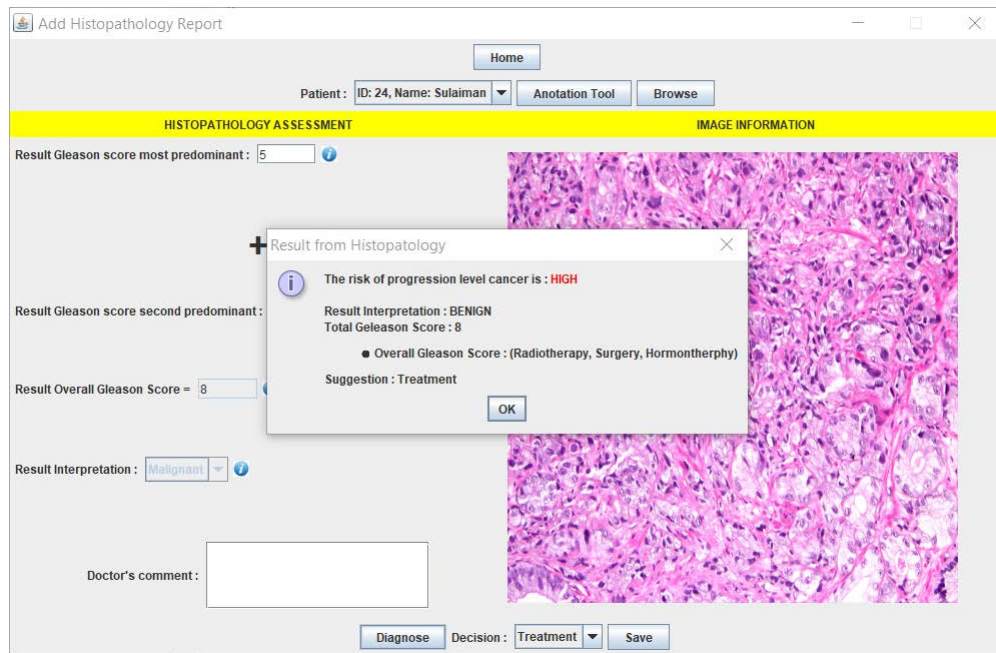 Add Histopathology Report
Home
Patient : ID: 24, Name: Sulaiman Anotation Tool Browse
HISTOPATHOLOGY ASSESSMENT IMAGE INFORMATION
Result Gleason score most predominant : 5
+
Result from Histopatology
The risk of progression level cancer is : HIGH
Result Interpretation : BENIGN
Total Geleason Score : 8
● Overall Gleason Score : (Radiotherapy, Surgery, Hormontherphy)
Suggestion : Treatment
OK
Result Gleason score second predominant :
Result Overall Gleason Score = 8
Result Interpretation : Malignant
Doctor's comment :
Diagnose Decision : Treatment Save